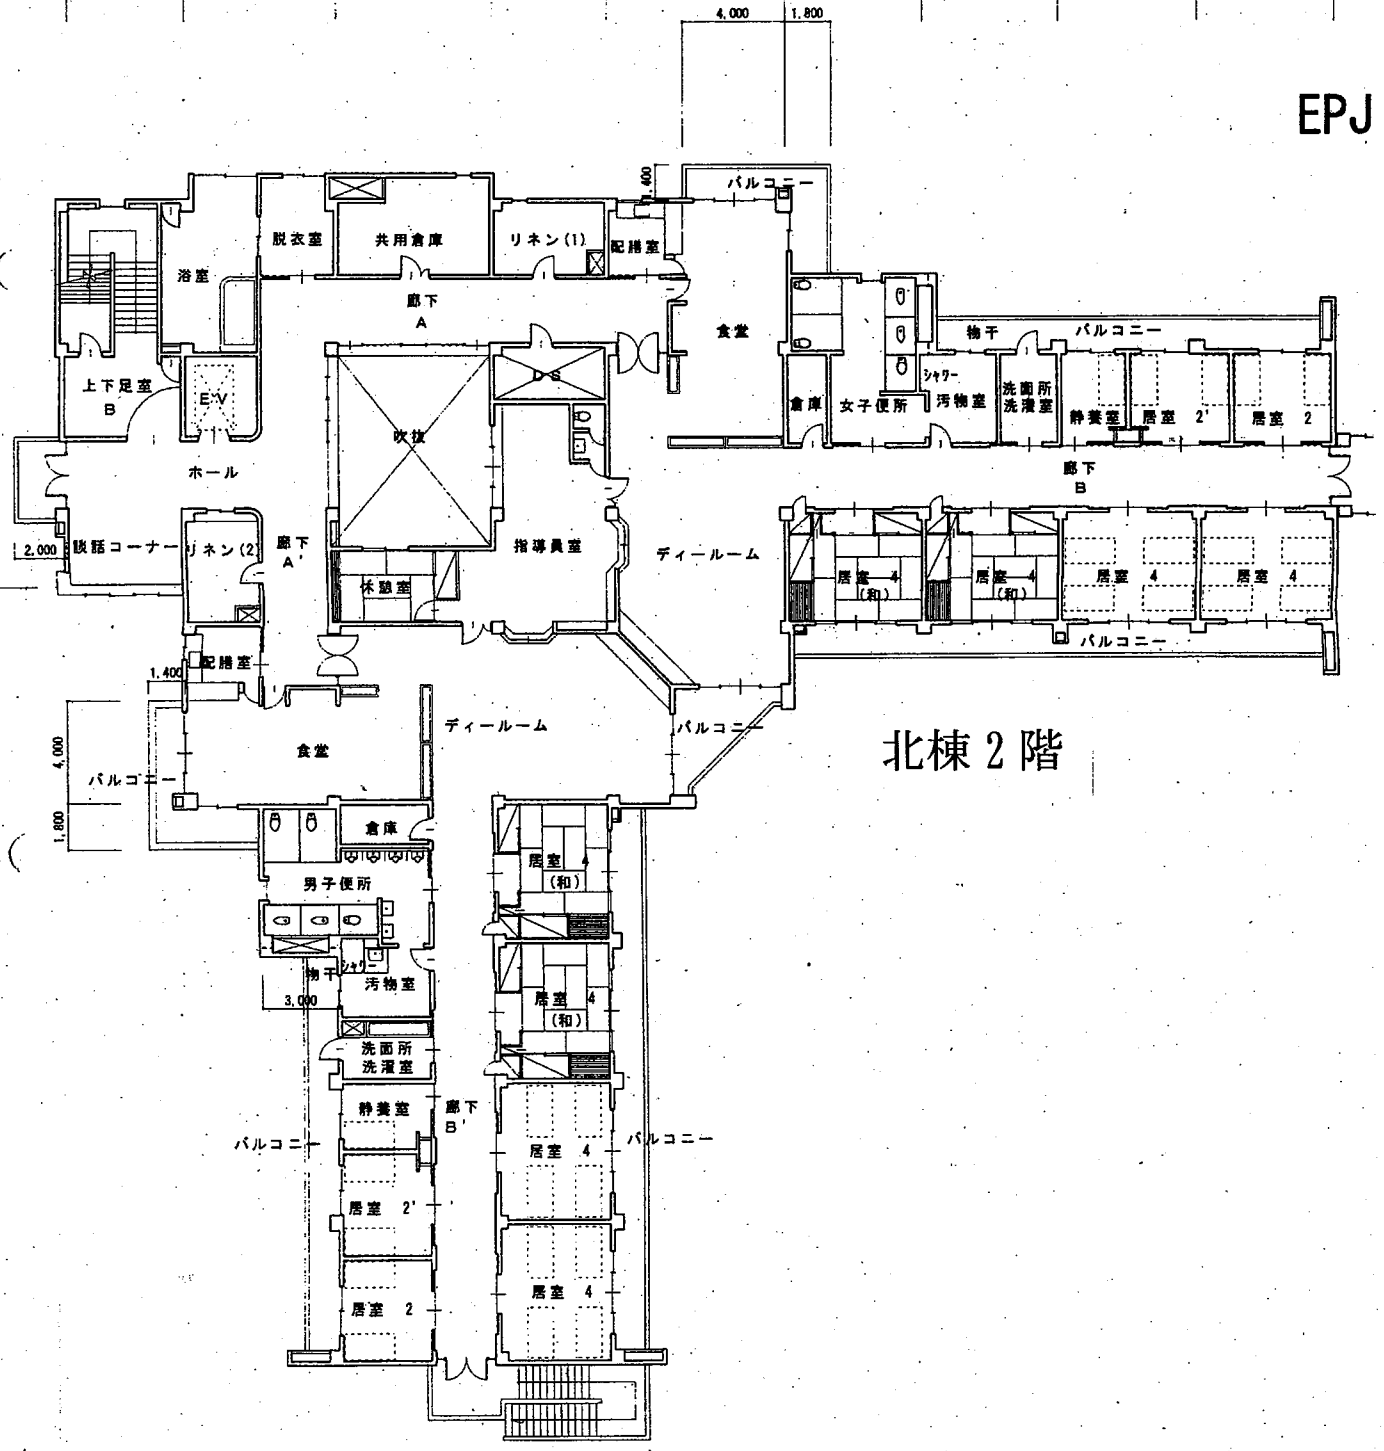 4,000
1,800
EPJ
1,400
バルコニー
脱衣室
共用倉庫
リネン(1)
配膳室
浴室
廊下
A
食堂
物干
バルコニー
上下足室
B
EV
DS
倉庫
女子便所
シャワー
汚物室
洗面所
洗濯室
静養室
居室 2'
居室 2
吹抜
ホール
廊下
B
2,000
談話コーナー
リネン(2)
廊下
A'
指導員室
ディールーム
休憩室
居室 4
(和)
居室 4
(和)
居室 4
居室 4
バルコニー
配膳室
1,400
4,000
1,800
バルコニー
食堂
ディールーム
バルコニー
北棟2階
倉庫
男子便所
居室 4
(和)
物干
シャワー
汚物室
3,000
居室 4
(和)
洗面所
洗濯室
静養室
廊下
B'
バルコニー
居室 4
バルコニー
居室 2'
居室 2
居室 4